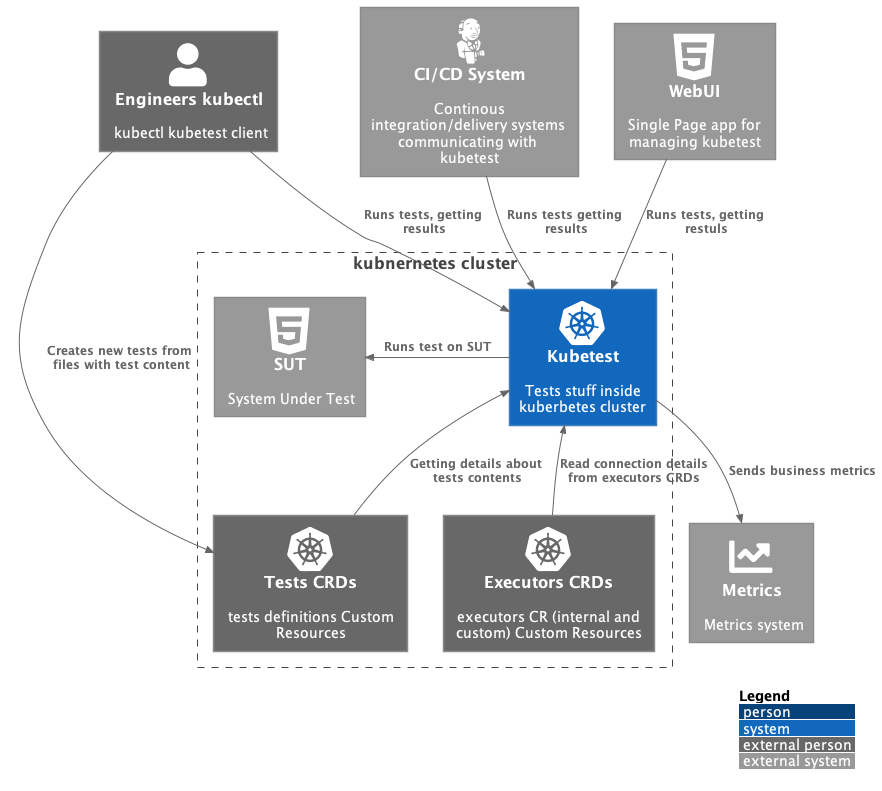 Engineers kubectl
kubectl kubetest client
CI/CD System
Continous
integration/delivery systems
communicating with
kubetest
WebUI
Single Page app for
managing kubetest
Runs tests, getting
results
Runs tests getting
results
Runs tests, getting
restuls
kubnernetes cluster
SUT
System Under Test
Runs test on SUT
Kubetest
Tests stuff inside
kuberbetes cluster
Creates new tests from
files with test content
Getting details about
tests contents
Read connection details
from executors CRDs
Sends business metrics
Tests CRDs
tests definitions Custom
Resources
Executors CRDs
executors CR (internal and
custom) Custom Resources
Metrics
Metrics system
Legend
person
system
external person
external system